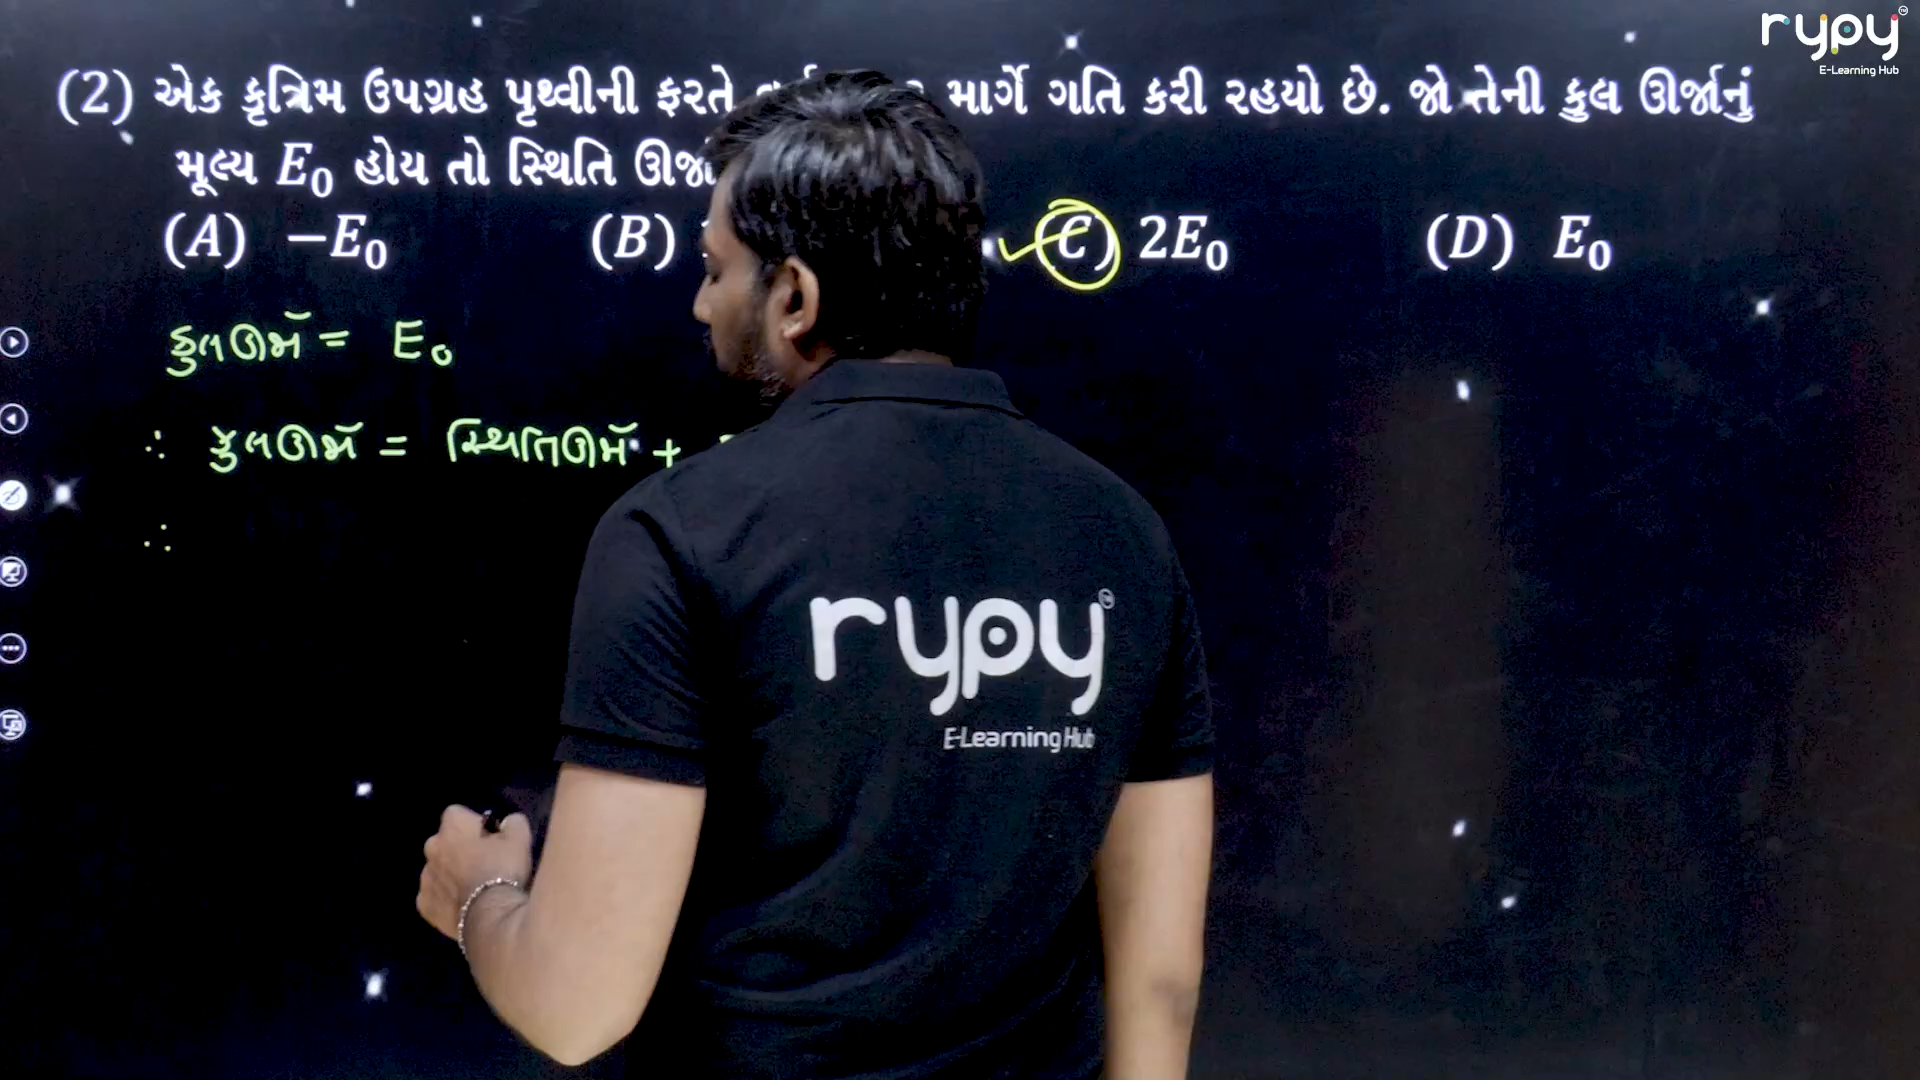 rypy
E-Learning Hub
(2) એક કૃત્રિમ ઉપગ્રહ પૃથ્વીની ફરતે માર્ગે ગતિ કરી રહયો છે. જો તેની કુલ ઊર્જાનું
મૂલ્ય E₀ હોય તો સ્થિતિ
(A) −E₀ (B) (C) 2E₀ (D) E₀
કુલઊર્જા = E₀
∴ કુલઊર્જા = સ્થિતિઊર્જા +
∴
rypy
E-Learning Hub